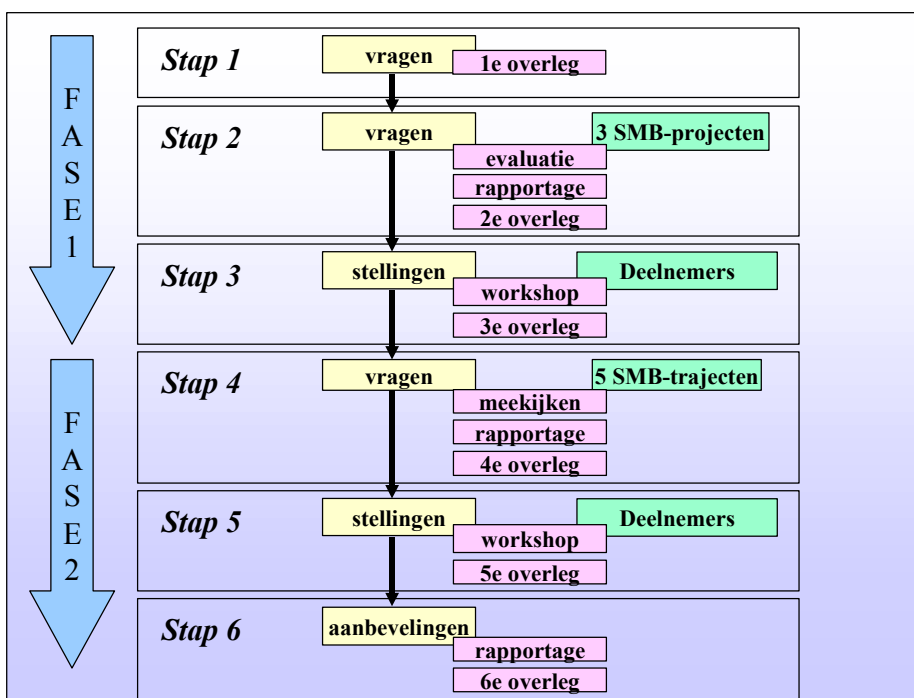 FASE1
Stap 1
vragen
1e overleg
Stap 2
vragen
3 SMB-projecten
evaluatie
rapportage
2e overleg
Stap 3
stellingen
Deelnemers
workshop
3e overleg
FASE2
Stap 4
vragen
5 SMB-trajecten
meekijken
rapportage
4e overleg
Stap 5
stellingen
Deelnemers
workshop
5e overleg
Stap 6
aanbevelingen
rapportage
6e overleg